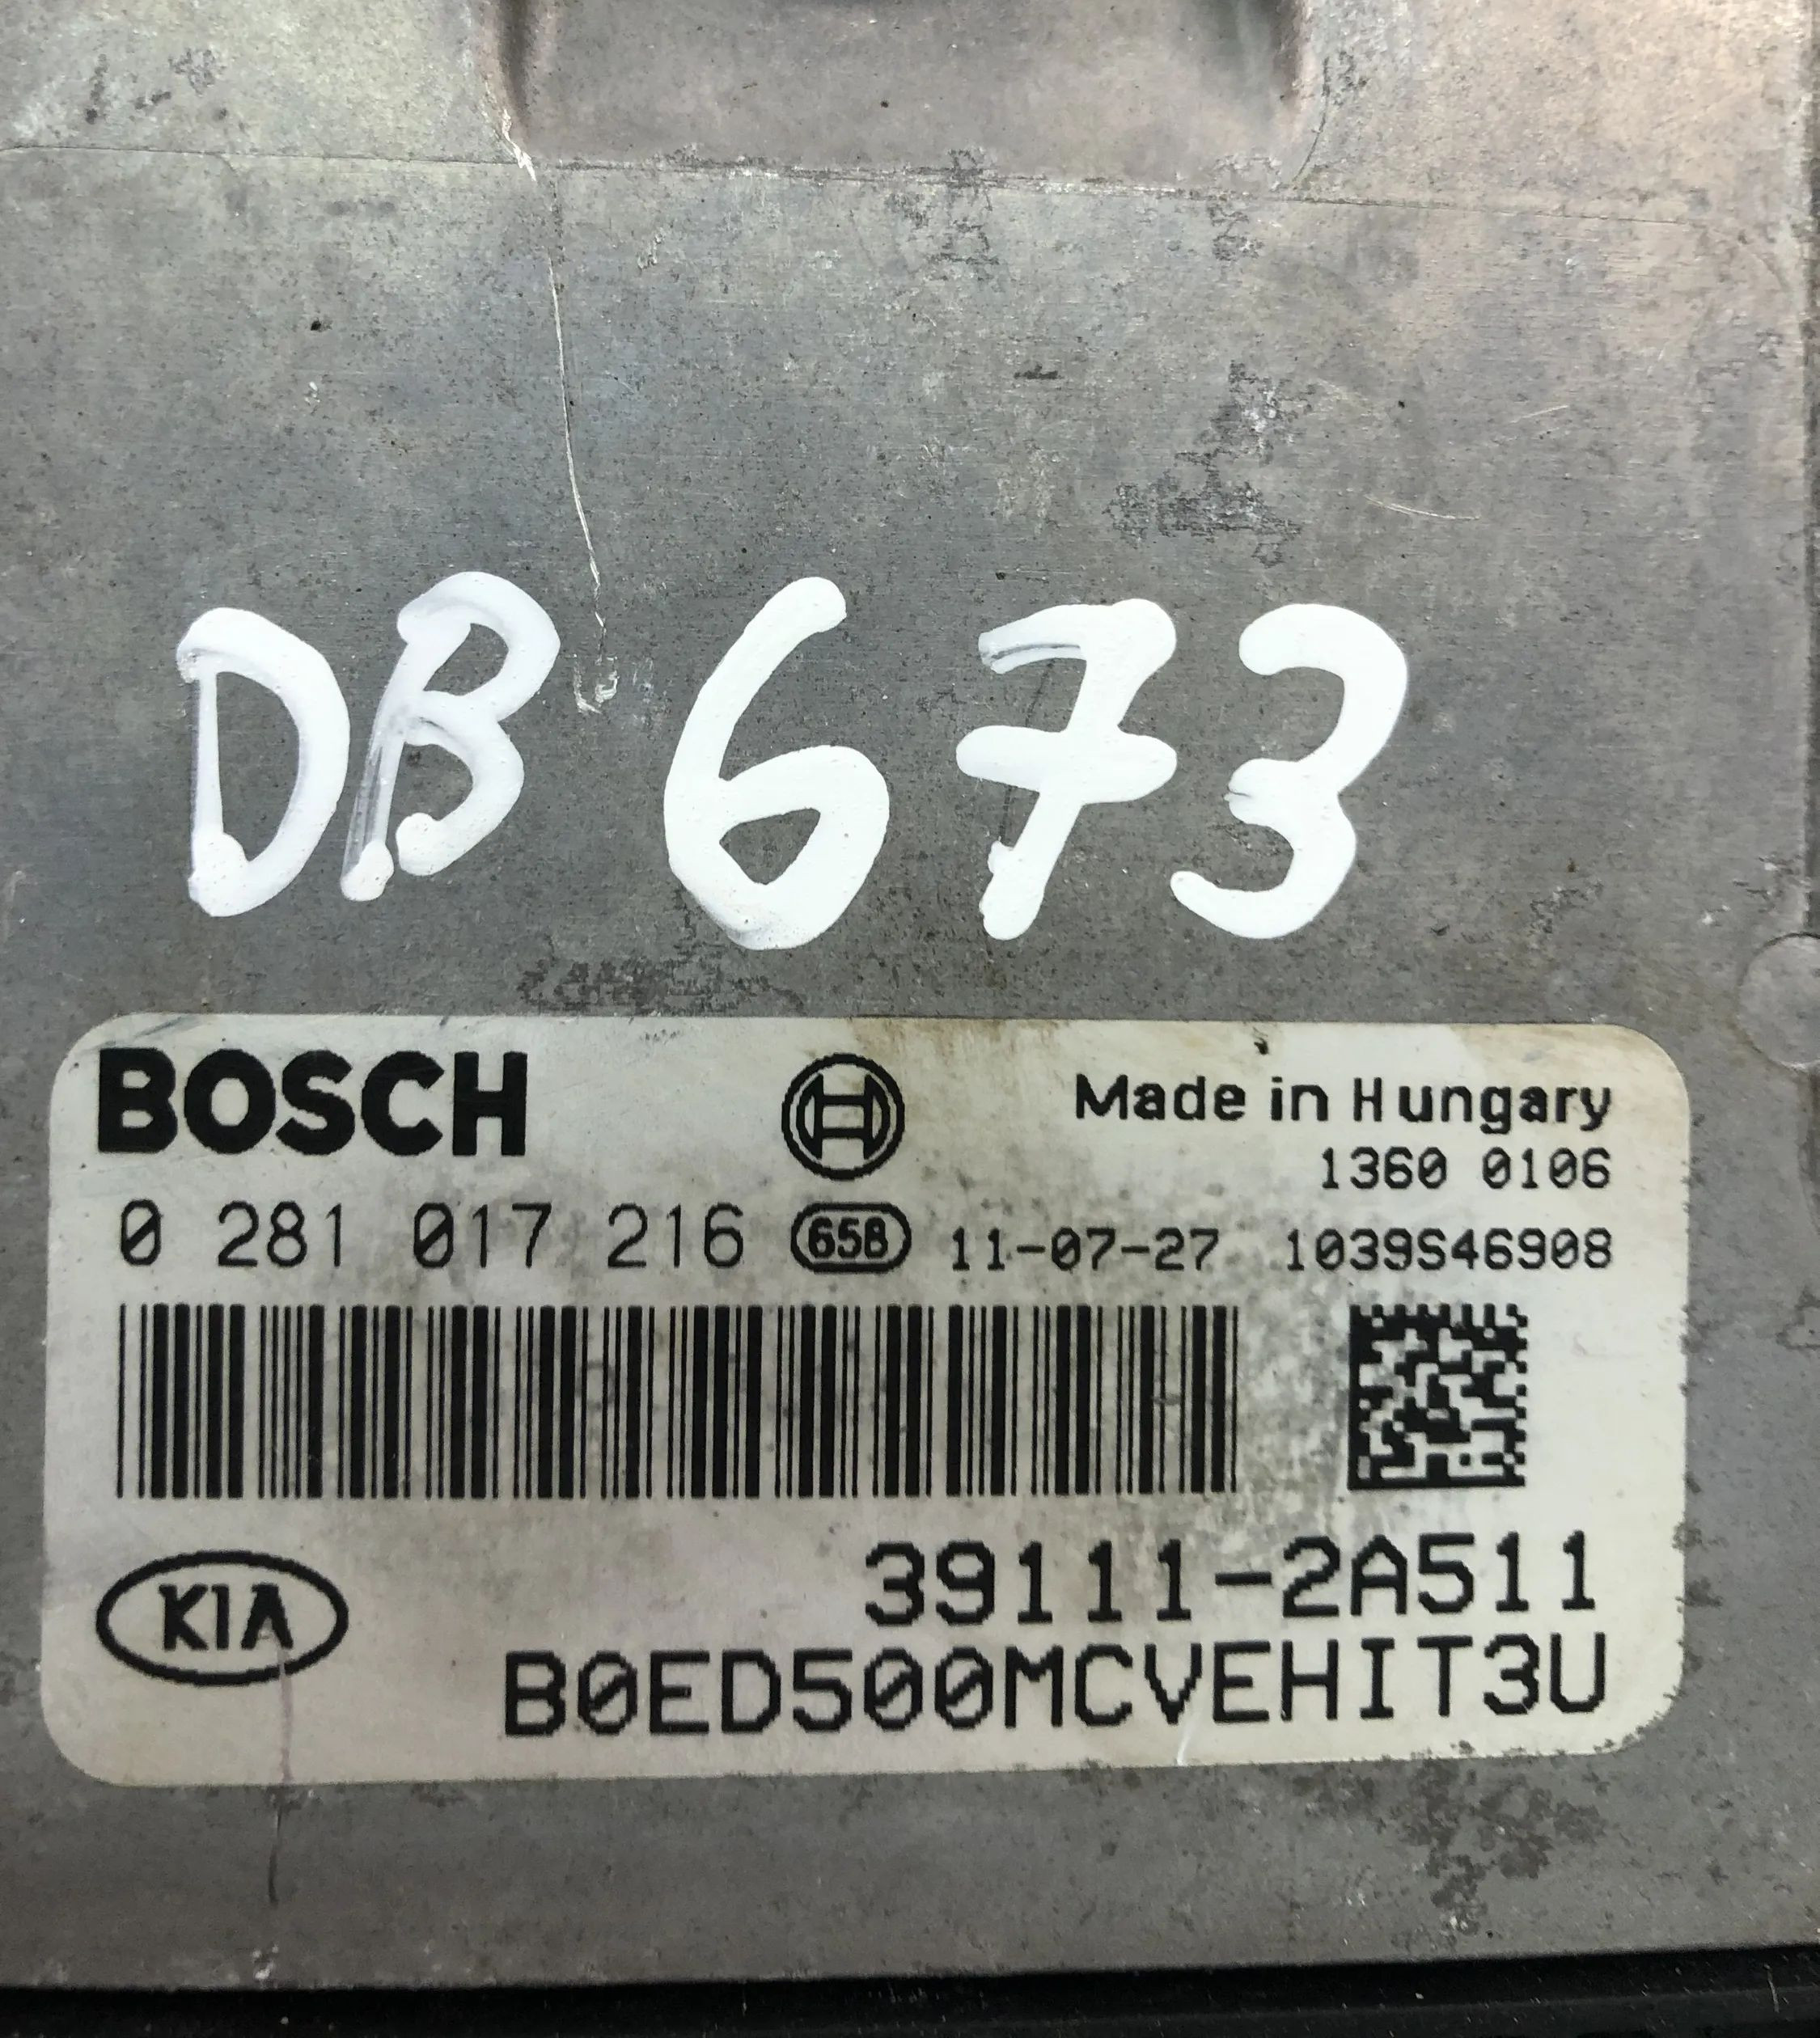 DB 673
BOSCH
Made in Hungary
1360 0106
0 281 017 216 658 11-07-27 1039S46908
KIA
39111-2A511
B0ED500MCVEHIT3U